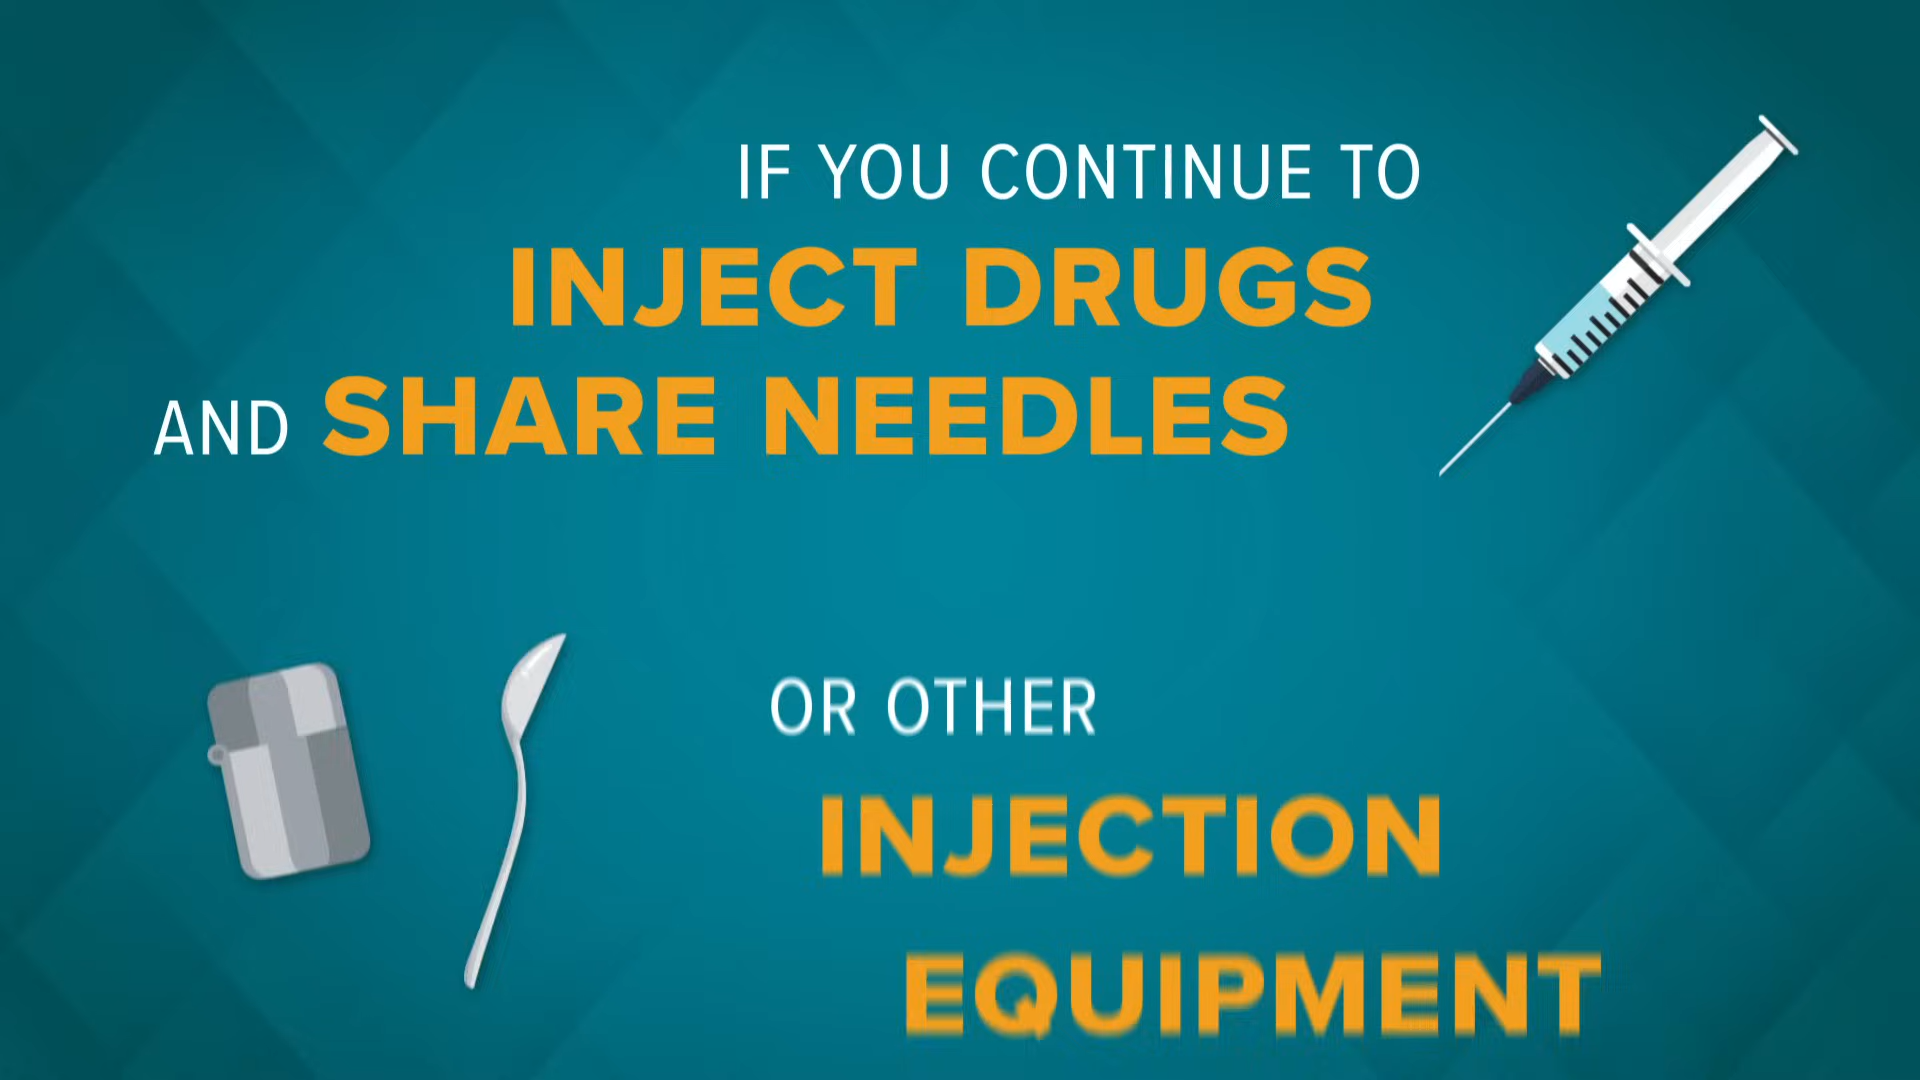 IF YOU CONTINUE TO
INJECT DRUGS
AND SHARE NEEDLES
OR OTHER
INJECTION
EQUIPMENT